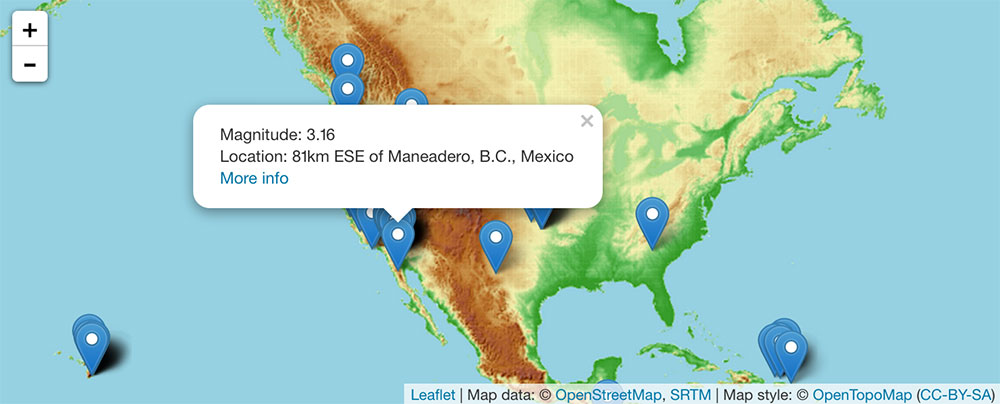 +
-
Magnitude: 3.16
Location: 81km ESE of Maneadero, B.C., Mexico
More info
×
Leaflet | Map data: © OpenStreetMap, SRTM | Map style: © OpenTopoMap (CC-BY-SA)